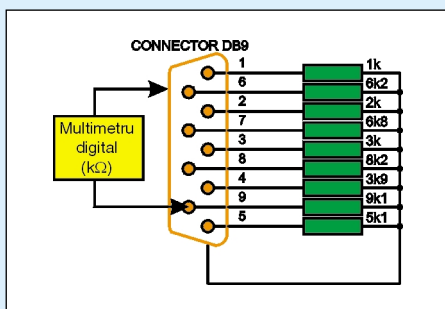 CONNECTOR DB9
1 1k
6 6k2
2 2k
7 6k8
3 3k
8 8k2
4 3k9
9 9k1
5 5k1
Multimetru
digital
(kΩ)